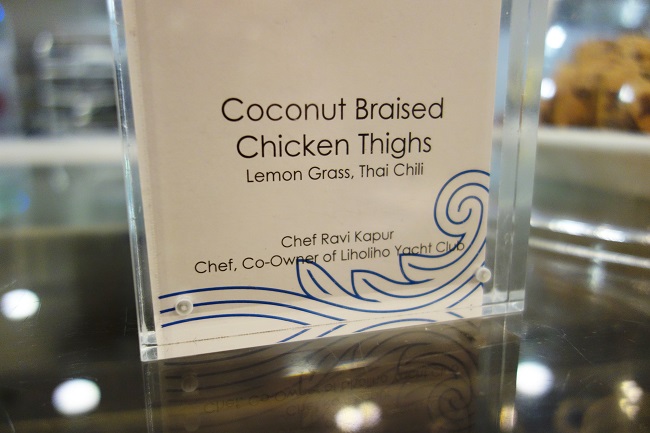 Coconut Braised
Chicken Thighs
Lemon Grass, Thai Chili
Chef Ravi Kapur
Chef, Co-Owner of Liholiho Yacht Club